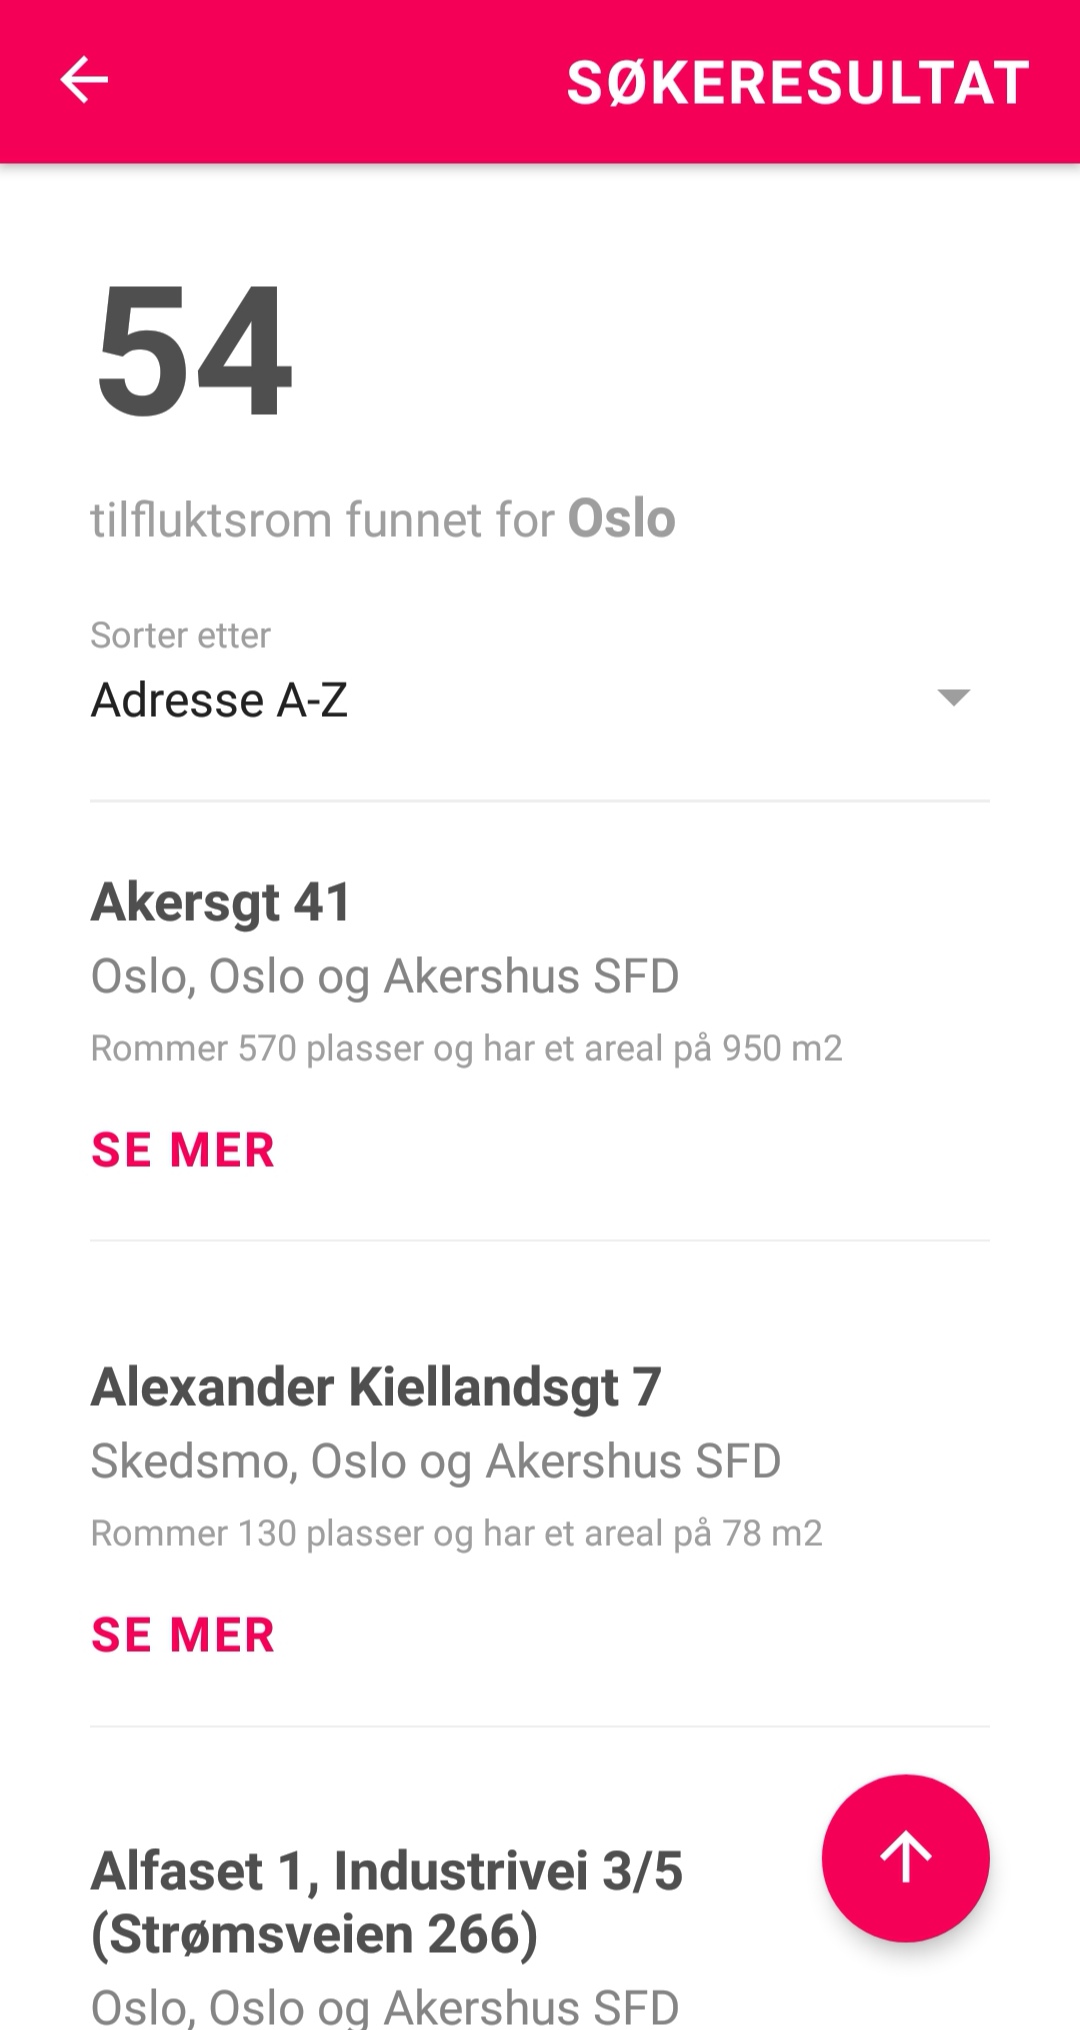 SØKERESULTAT
54
tilfluktsrom funnet for Oslo
Sorter etter
Adresse A-Z
Akersgt 41
Oslo, Oslo og Akershus SFD
Rommer 570 plasser og har et areal på 950 m2
SE MER
Alexander Kiellandsgt 7
Skedsmo, Oslo og Akershus SFD
Rommer 130 plasser og har et areal på 78 m2
SE MER
Alfaset 1, Industrivei 3/5
(Strømsveien 266)
Oslo, Oslo og Akershus SFD